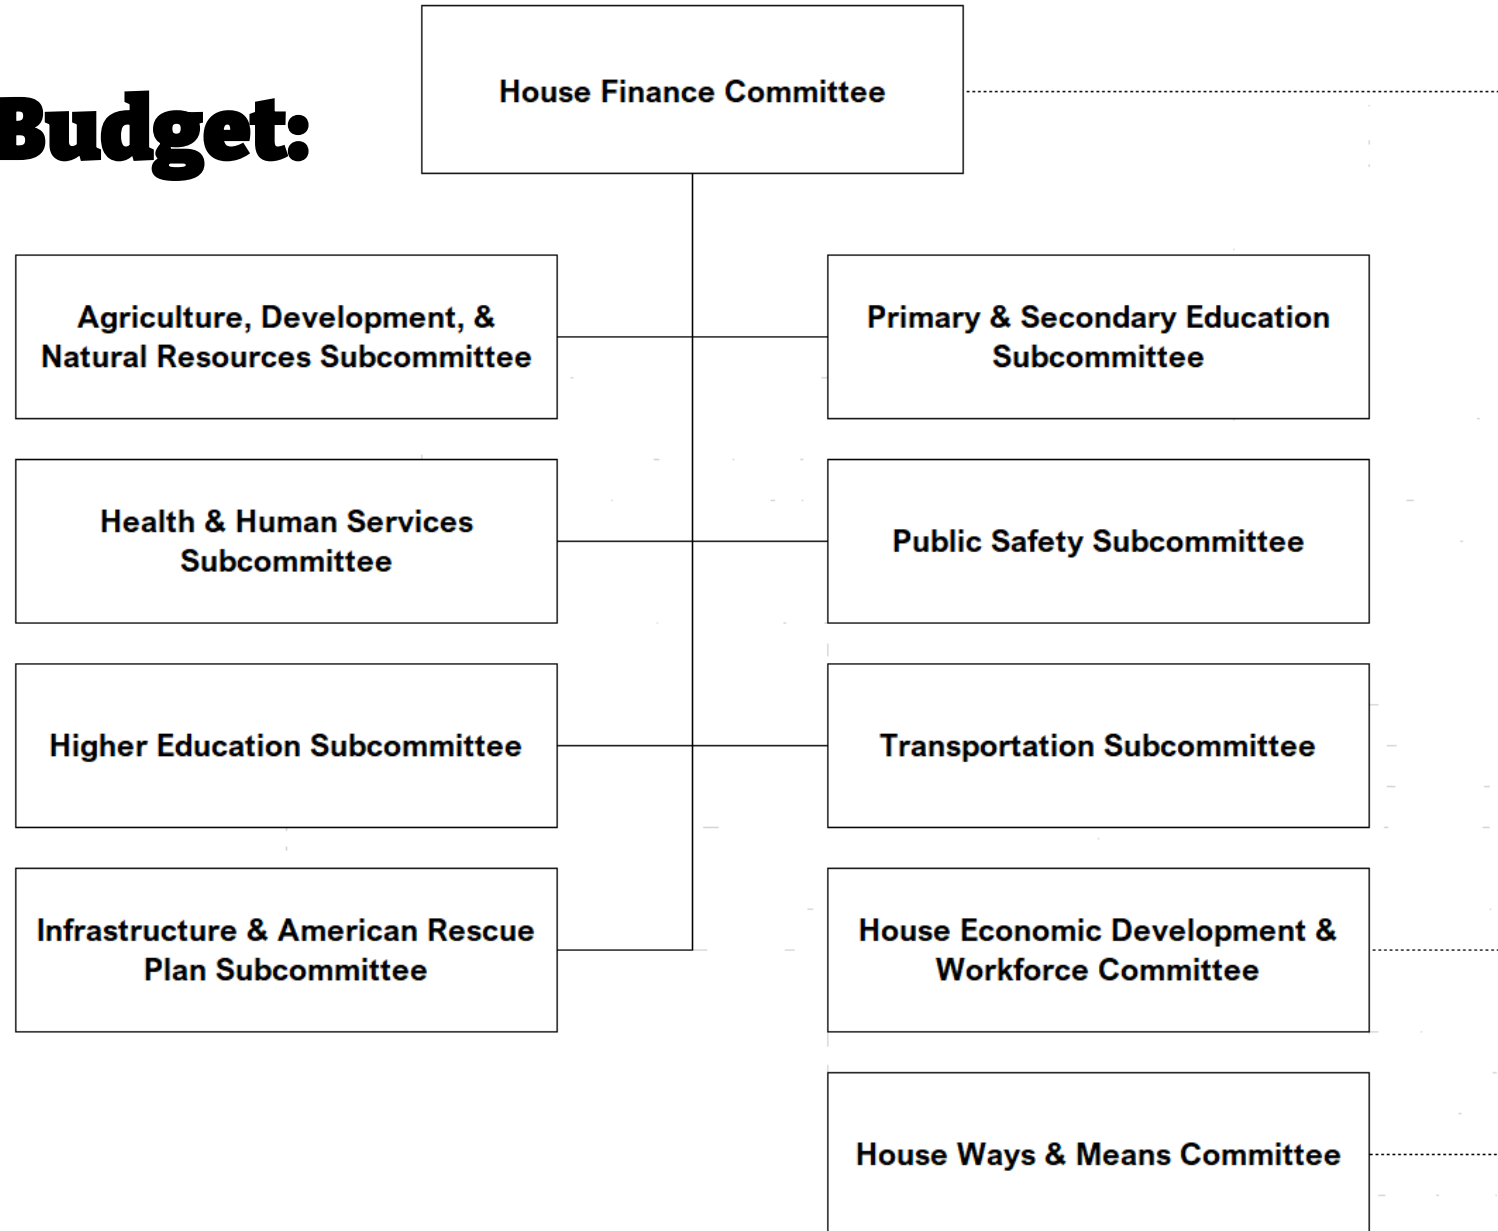 House Finance Committee
Budget:
Agriculture, Development, &
Natural Resources Subcommittee
Primary & Secondary Education
Subcommittee
Health & Human Services
Subcommittee
Public Safety Subcommittee
Higher Education Subcommittee
Transportation Subcommittee
Infrastructure & American Rescue
Plan Subcommittee
House Economic Development &
Workforce Committee
House Ways & Means Committee